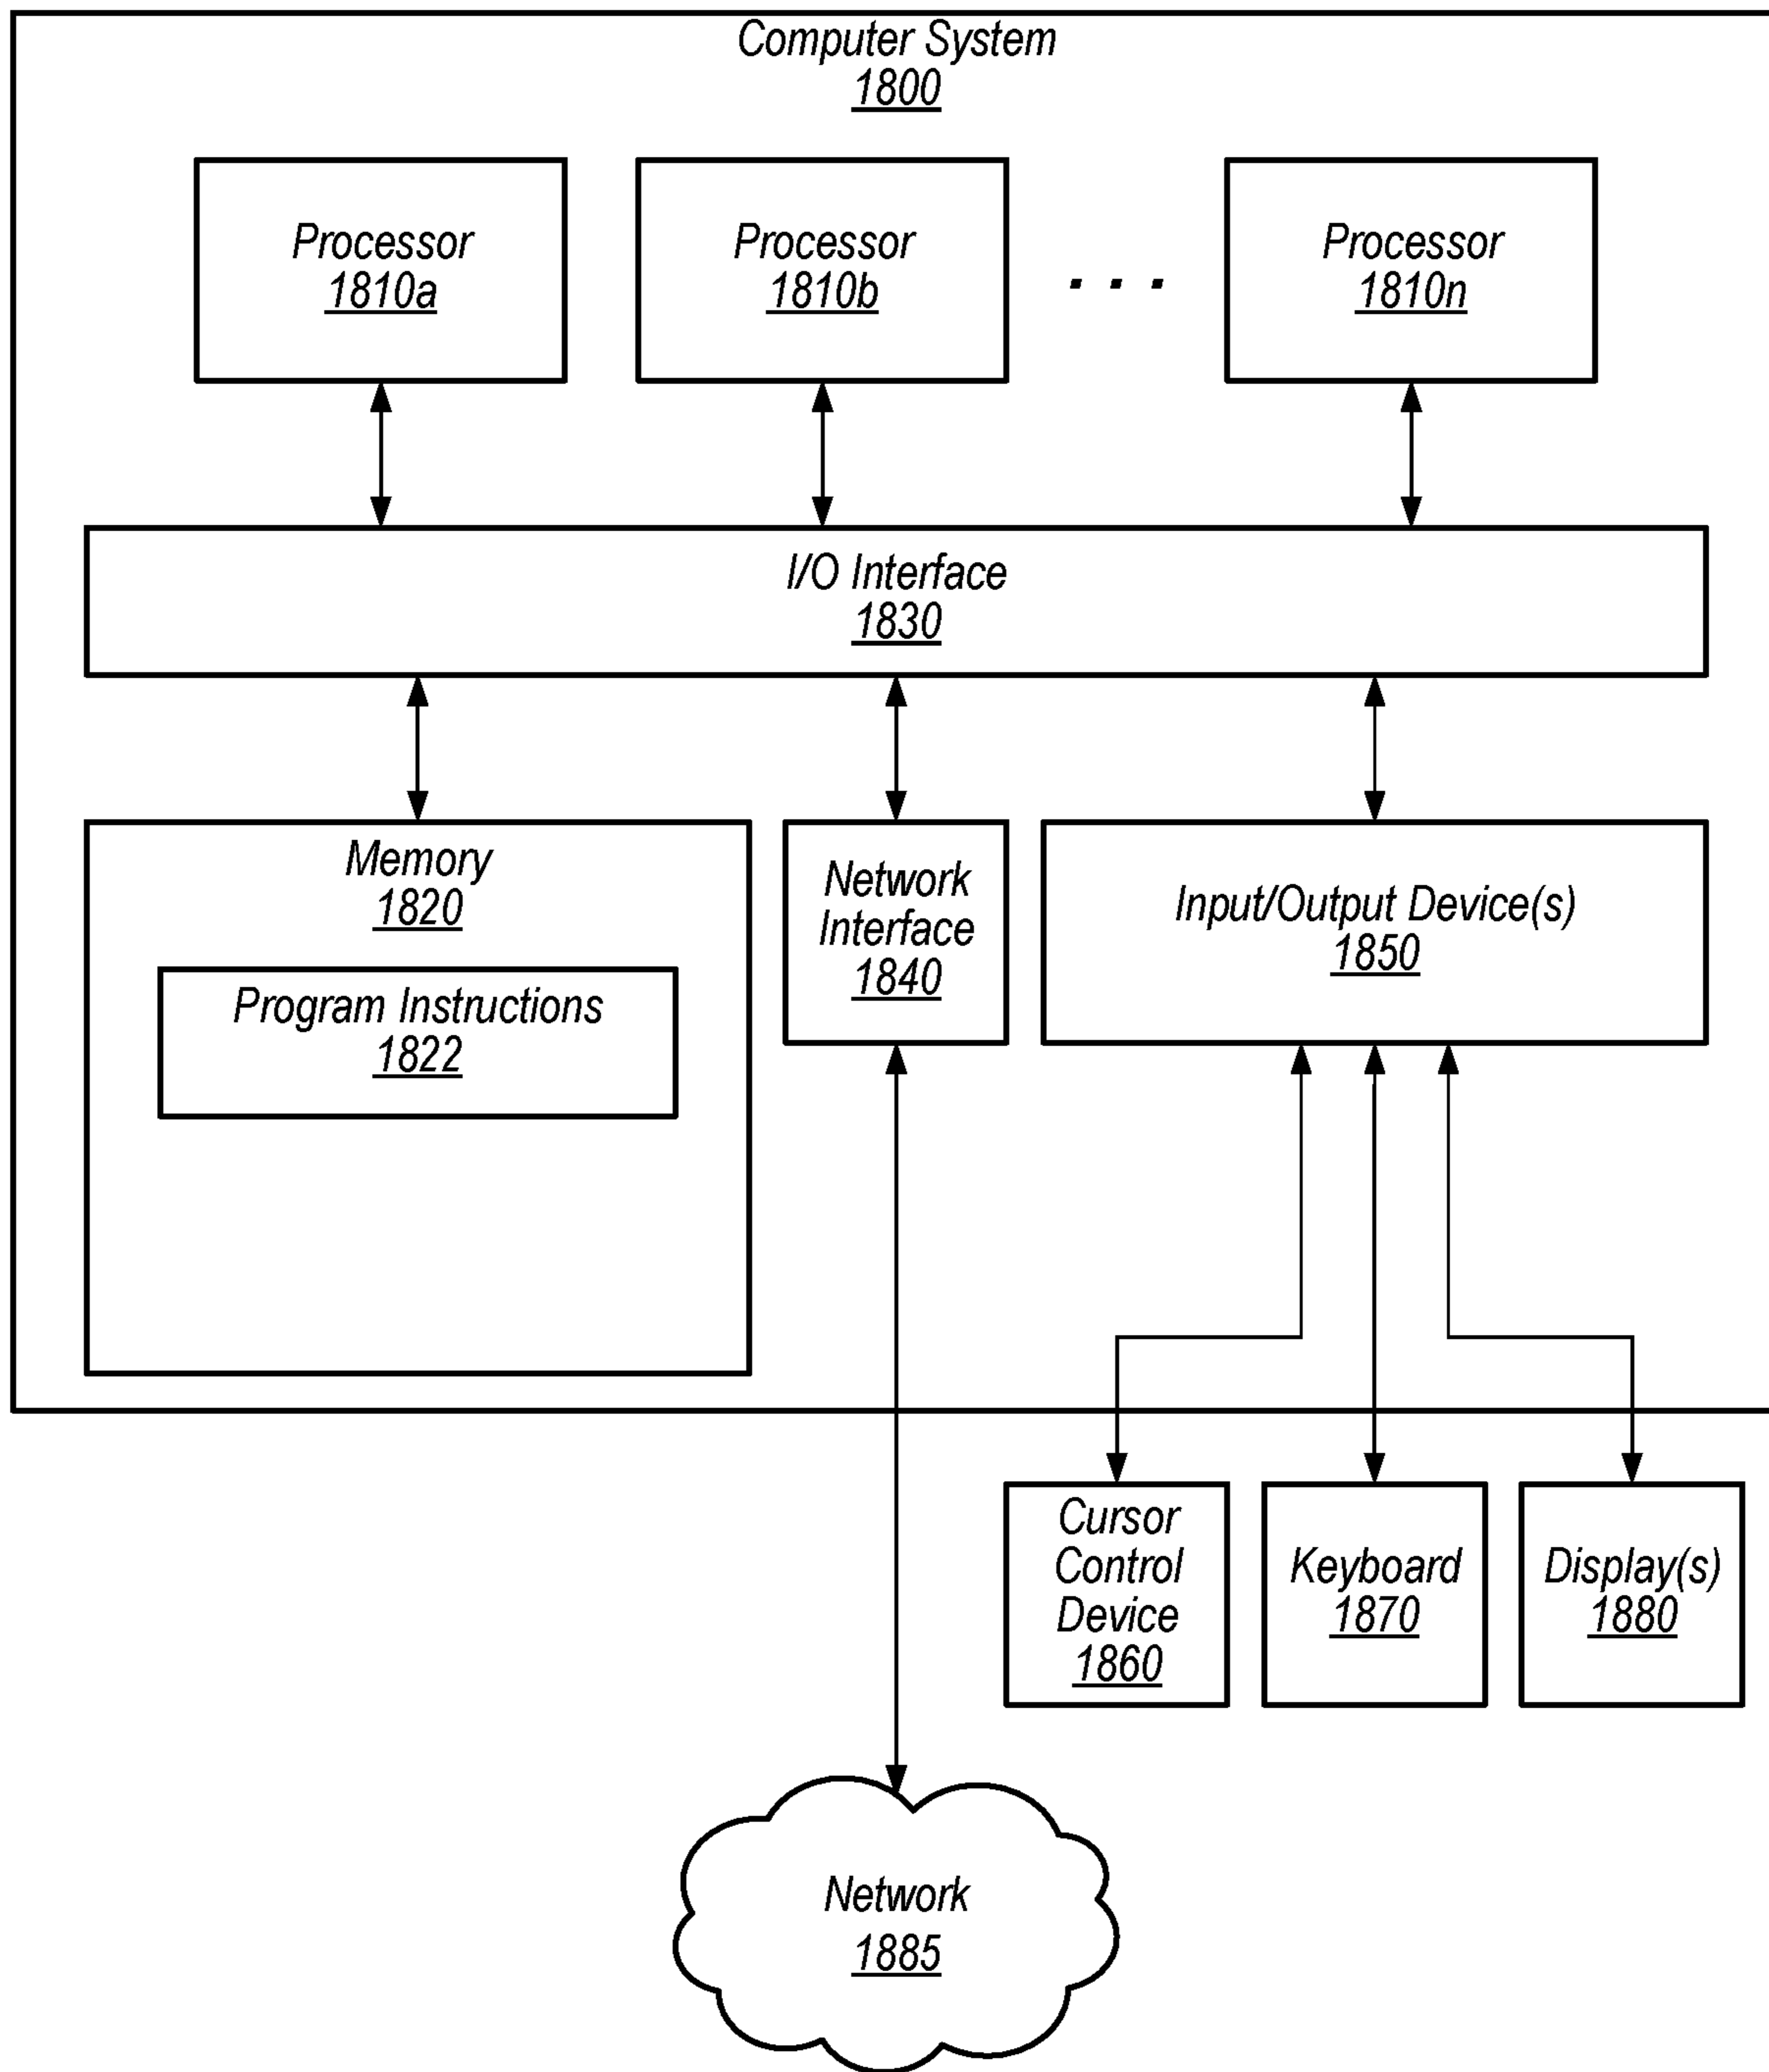 Computer System
1800
Processor
1810a
Processor
1810b
. . .
Processor
1810n
I/O Interface
1830
Memory
1820
Program Instructions
1822
Network
Interface
1840
Input/Output Device(s)
1850
Cursor
Control
Device
1860
Keyboard
1870
Display(s)
1880
Network
1885